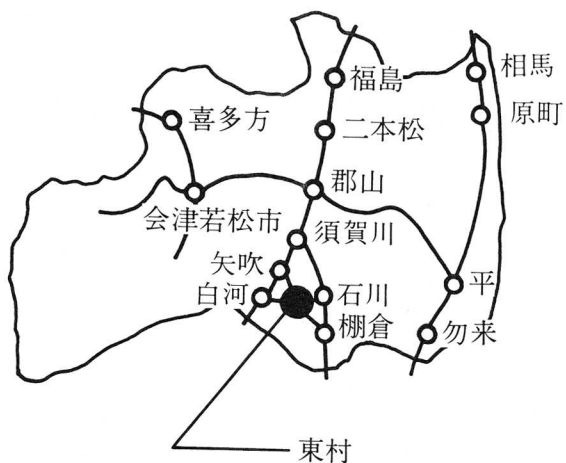 福島
相馬
喜多方
二本松
原町
郡山
会津若松市
須賀川
矢吹
白河
石川
平
棚倉
勿来
東村